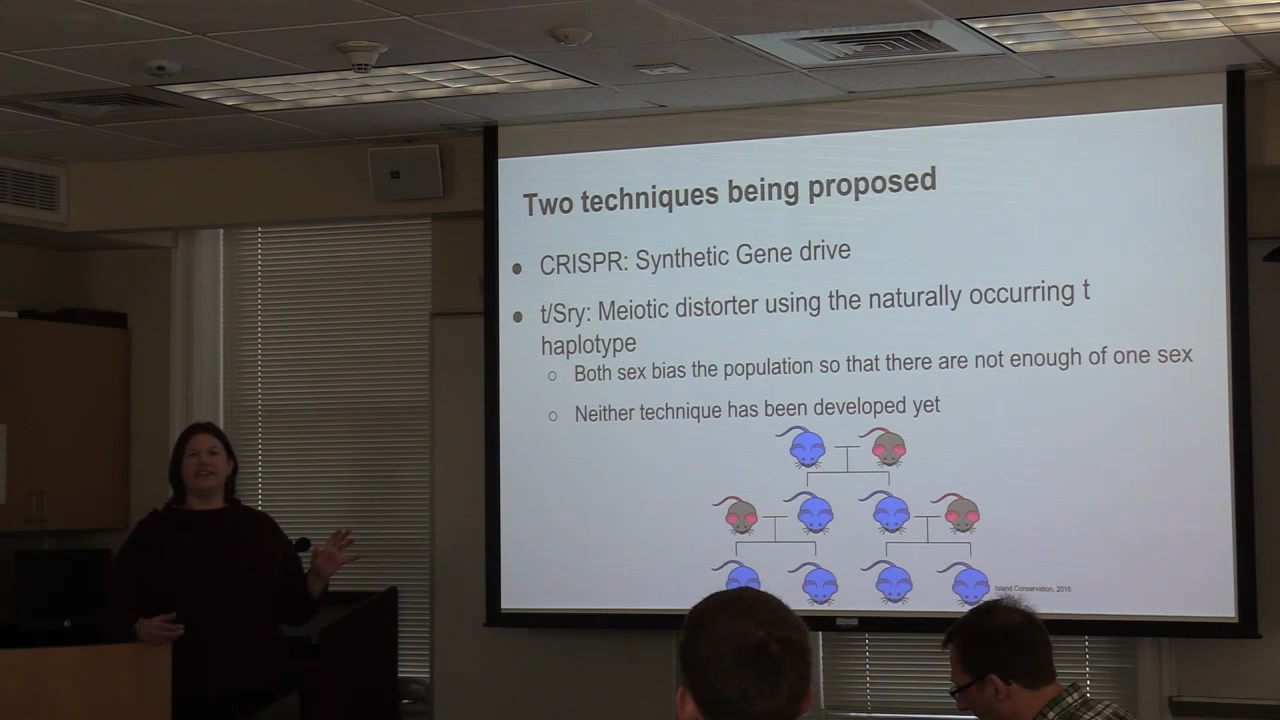 Two techniques being proposed
● CRISPR: Synthetic Gene drive
● t/Sry: Meiotic distorter using the naturally occurring t
haplotype
○ Both sex bias the population so that there are not enough of one sex
○ Neither technique has been developed yet
Island Conservation, 2016